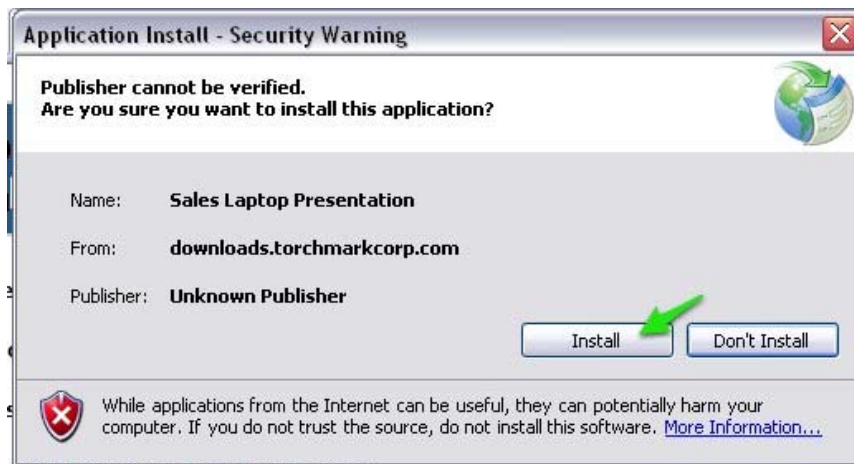 Application Install - Security Warning
Publisher cannot be verified.
Are you sure you want to install this application?
Name: Sales Laptop Presentation
From: downloads.torchmarkcorp.com
Publisher: Unknown Publisher
Install Don't Install
While applications from the Internet can be useful, they can potentially harm your
computer. If you do not trust the source, do not install this software. More Information...